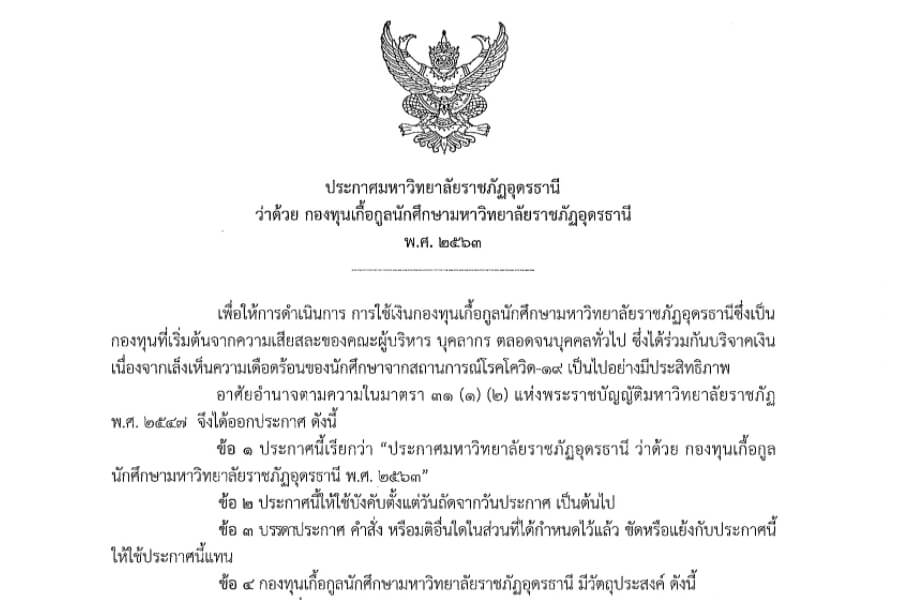 ประกาศมหาวิทยาลัยราชภัฏอุดรธานี
ว่าด้วย กองทุนเกื้อกูลนักศึกษามหาวิทยาลัยราชภัฏอุดรธานี
พ.ศ. ๒๕๖๓
เพื่อให้การดำเนินการ การใช้เงินกองทุนเกื้อกูลนักศึกษามหาวิทยาลัยราชภัฏอุดรธานีซึ่งเป็น
กองทุนที่เริ่มต้นจากความเสียสละของคณะผู้บริหาร บุคลากร ตลอดจนบุคคลทั่วไป ซึ่งได้ร่วมกันบริจาคเงิน
เนื่องจากเล็งเห็นความเดือดร้อนของนักศึกษาจากสถานการณ์โรคโควิด-๑๙ เป็นไปอย่างมีประสิทธิภาพ
อาศัยอำนาจตามความในมาตรา ๓๑ (๑) (๒) แห่งพระราชบัญญัติมหาวิทยาลัยราชภัฏ
พ.ศ. ๒๕๔๗ จึงได้ออกประกาศ ดังนี้
ข้อ ๑ ประกาศนี้เรียกว่า “ประกาศมหาวิทยาลัยราชภัฏอุดรธานี ว่าด้วย กองทุนเกื้อกูล
นักศึกษามหาวิทยาลัยราชภัฏอุดรธานี พ.ศ. ๒๕๖๓”
ข้อ ๒ ประกาศนี้ให้ใช้บังคับตั้งแต่วันถัดจากวันประกาศ เป็นต้นไป
ข้อ ๓ บรรดาประกาศ คำสั่ง หรือมติอื่นใดในส่วนที่ได้กำหนดไว้แล้ว ขัดหรือแย้งกับประกาศนี้
ให้ใช้ประกาศนี้แทน
ข้อ ๔ กองทุนเกื้อกูลนักศึกษามหาวิทยาลัยราชภัฏอุดรธานี มีวัตถุประสงค์ ดังนี้